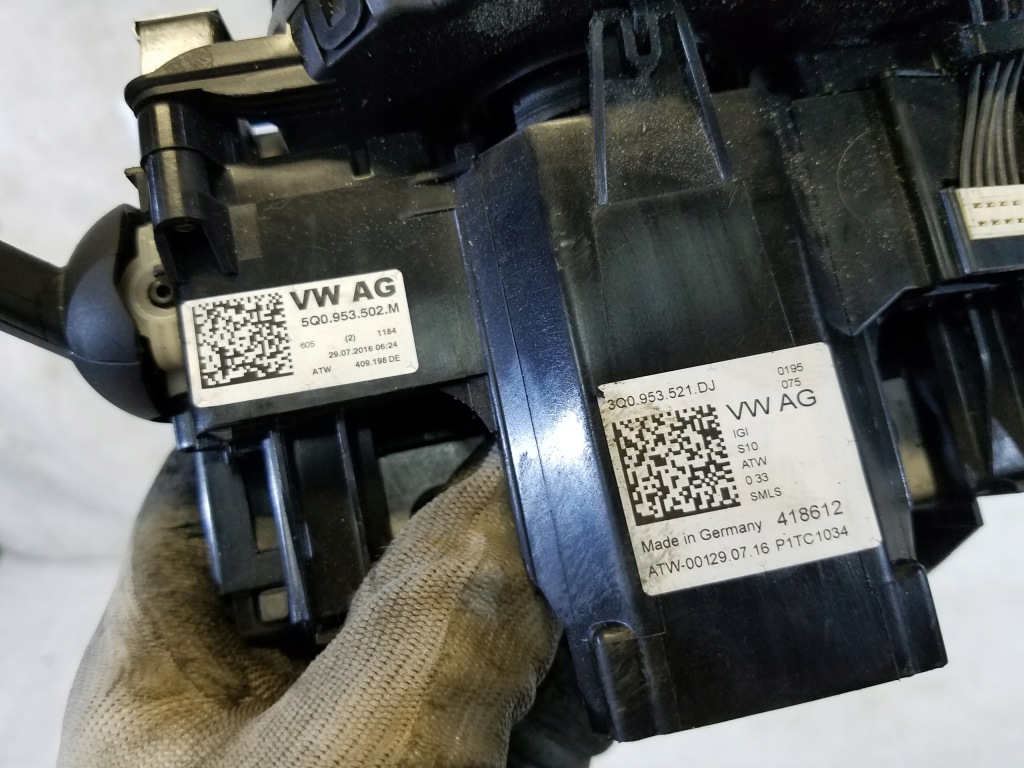 VW AG
5Q0.953.502.M
605 (2) 1184
29.07.2016 06:24
ATW 409.198 DE
3Q0.953.521.DJ 0195
075
VW AG
IGI
S10
ATW
0 33
SMLS
Made in Germany 418612
ATW-00129.07.16 P1TC1034